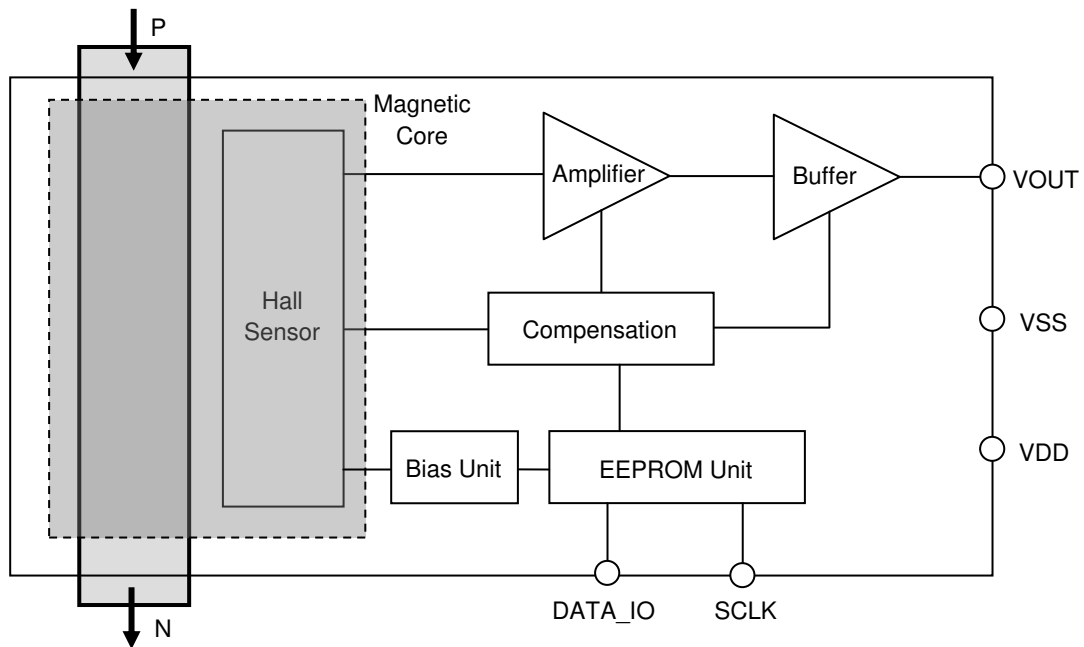 P
Magnetic
Core
Amplifier
Buffer
VOUT
Hall
Sensor
Compensation
VSS
VDD
Bias Unit
EEPROM Unit
DATA_IO
SCLK
N